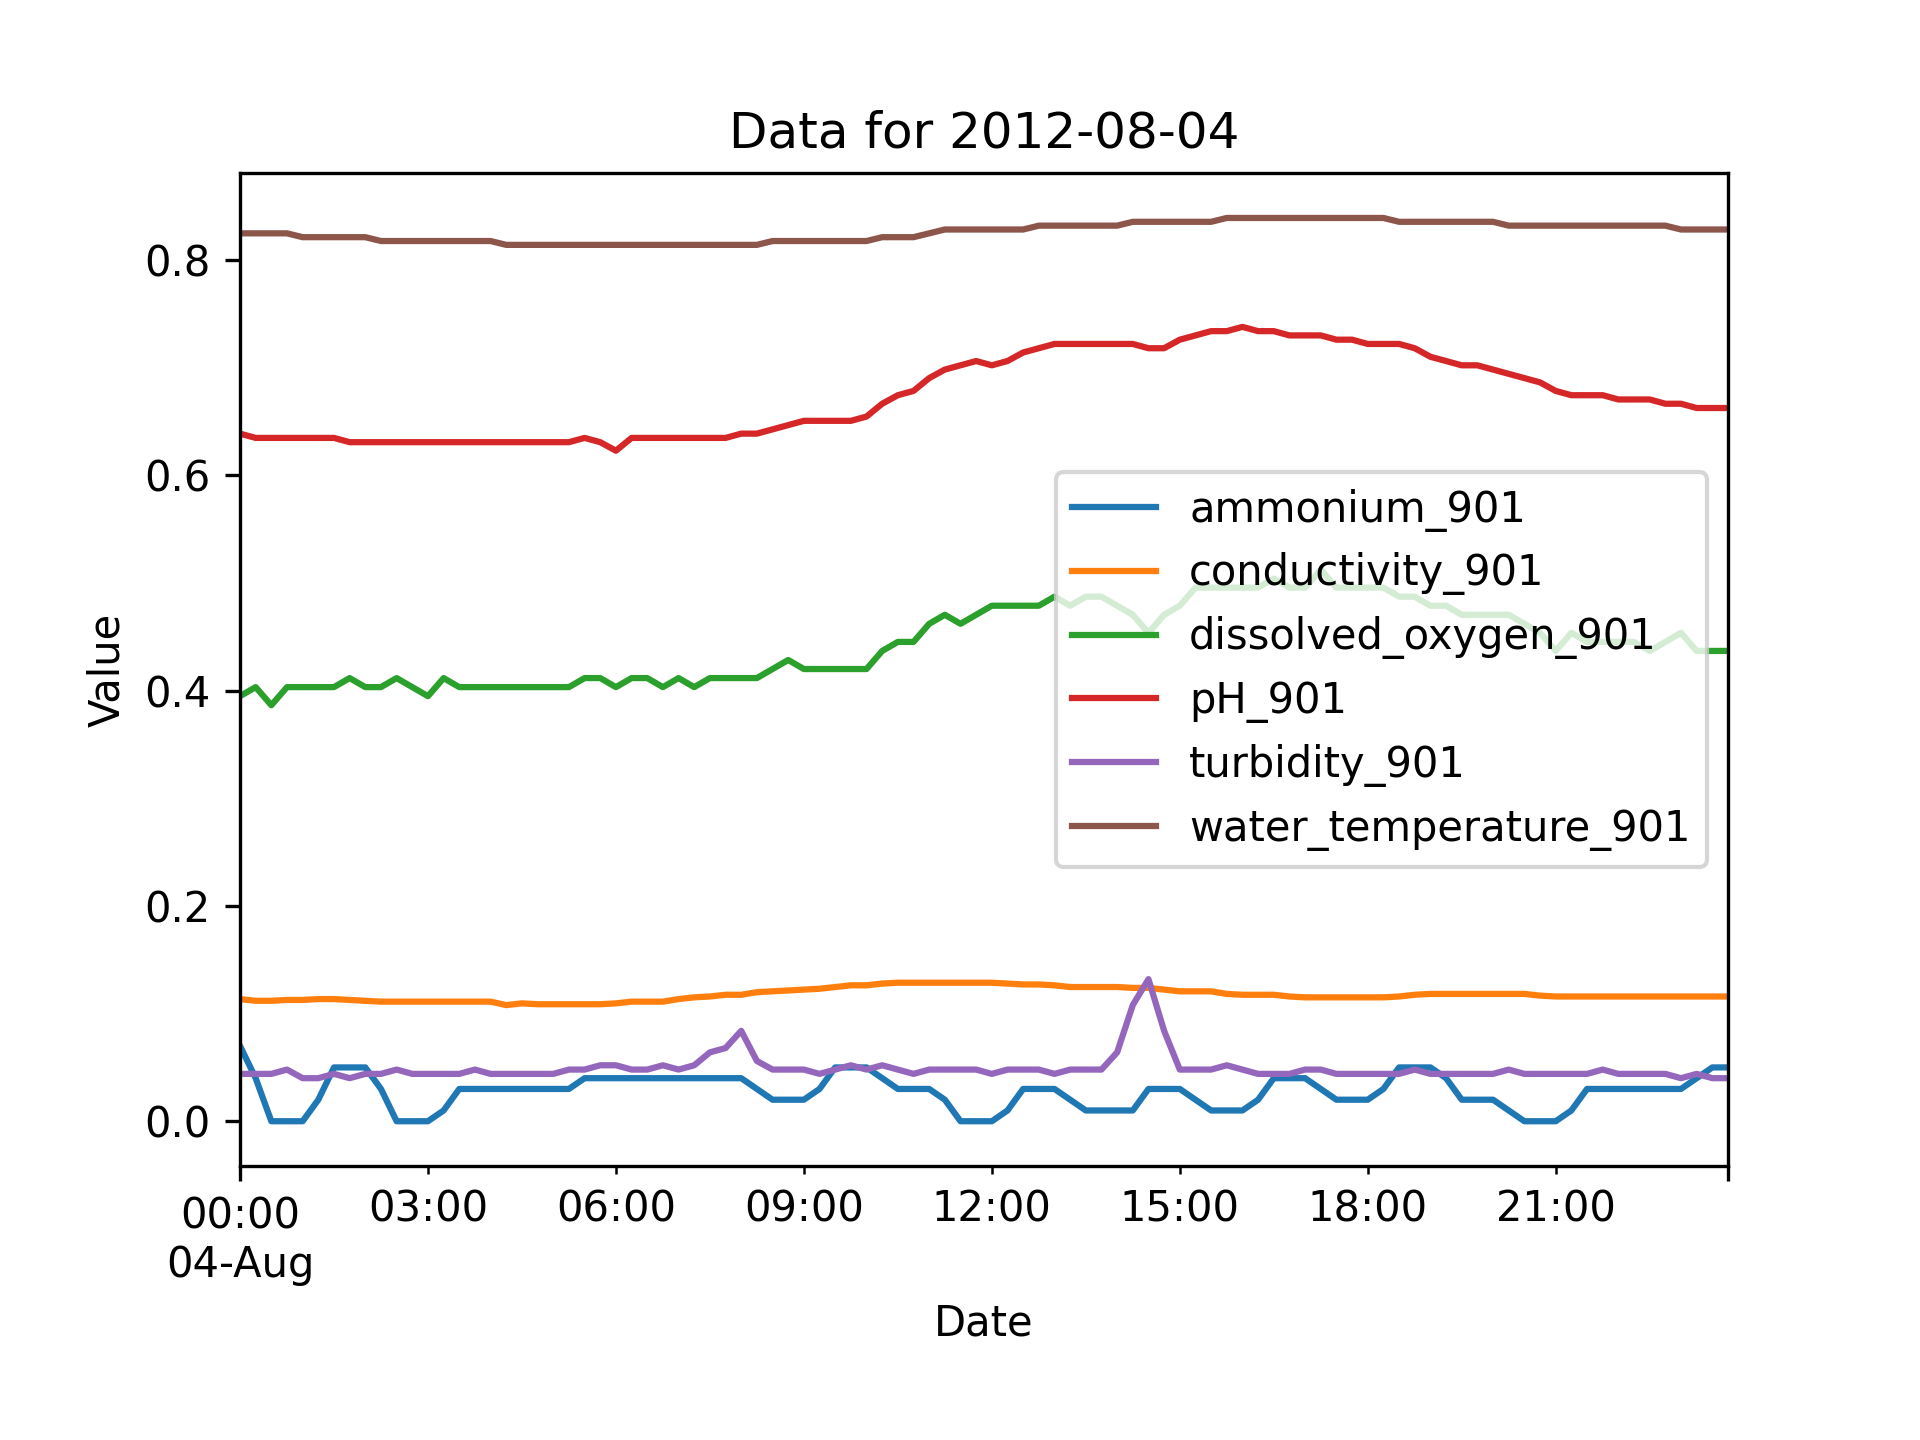 Data for 2012-08-04
Value
0.8
0.6
0.4
0.2
0.0
ammonium_901
conductivity_901
dissolved_oxygen_901
pH_901
turbidity_901
water_temperature_901
00:00 03:00 06:00 09:00 12:00 15:00 18:00 21:00
04-Aug
Date